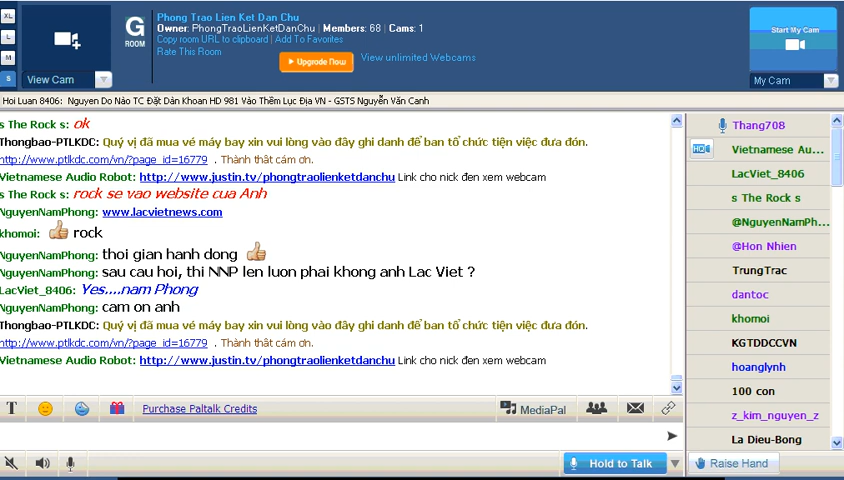 XL
L
M
S
View Cam
G
ROOM
Phong Trao Lien Ket Dan Chu
Owner: PhongTraoLienKetDanChu | Members: 68 | Cams: 1
Copy room URL to clipboard | Add To Favorites
Rate This Room
Upgrade Now
View unlimited Webcams
Start My Cam
My Cam
Hoi Luan 8406: Nguyen Do Nào TC Đặt Dàn Khoan HD 981 Vào Thềm Lục Địa VN - GSTS Nguyễn Văn Canh
s The Rock s: ok
Thongbao-PTLKDC: Quý vị đã mua vé máy bay xin vui lòng vào đây ghi danh để ban tổ chức tiện việc đưa đón.
http://www.ptlkdc.com/vn/?page_id=16779 . Thành thât cám ơn.
Vietnamese Audio Robot: http://www.justin.tv/phongtraolienketdanchu Link cho nick đen xem webcam
s The Rock s: rock se vao website cua Anh
NguyenNamPhong: www.lacvietnews.com
khomoi: rock
NguyenNamPhong: thoi gian hanh dong
NguyenNamPhong: sau cau hoi, thi NNP len luon phai khong anh Lac Viet ?
LacViet_8406: Yes....nam Phong
NguyenNamPhong: cam on anh
Thongbao-PTLKDC: Quý vị đã mua vé máy bay xin vui lòng vào đây ghi danh để ban tổ chức tiện việc đưa đón.
http://www.ptlkdc.com/vn/?page_id=16779 . Thành thât cám ơn.
Vietnamese Audio Robot: http://www.justin.tv/phongtraolienketdanchu Link cho nick đen xem webcam
Thang708
HQ
Vietnamese Au...
LacViet_8406
s The Rock s
@NguyenNamPh...
@Hon Nhien
TrungTrac
dantoc
khomoi
KGTDDCCVN
hoanglynh
100 con
z_kim_nguyen_z
La Dieu-Bong
T
Purchase Paltalk Credits
MediaPal
Hold to Talk
Raise Hand